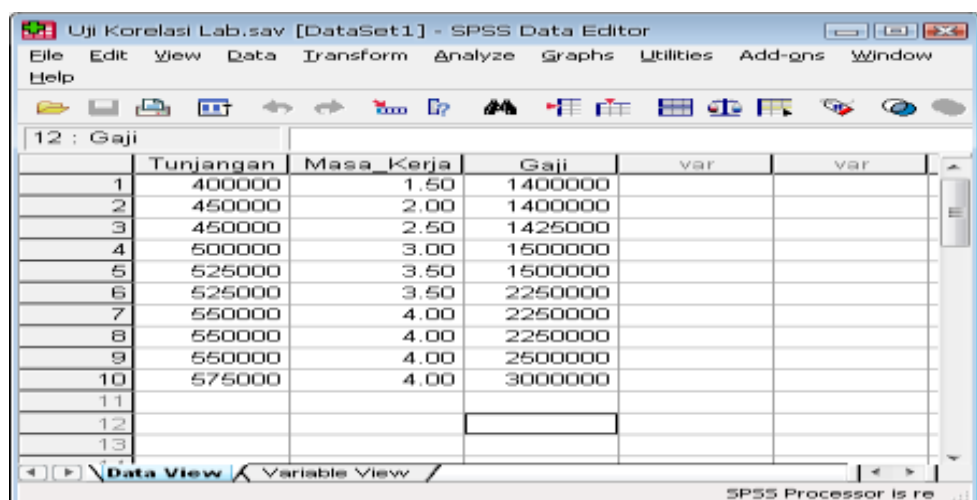 Uji Korelasi Lab.sav [DataSet1] - SPSS Data Editor
File Edit View Data Transform Analyze Graphs Utilities Add-ons Window
Help
12 : Gaji
Tunjangan Masa_Kerja Gaji var var
1 400000 1.50 1400000
2 450000 2.00 1400000
3 450000 2.50 1425000
4 500000 3.00 1500000
5 525000 3.50 1500000
6 525000 3.50 2250000
7 550000 4.00 2250000
8 550000 4.00 2250000
9 550000 4.00 2500000
10 575000 4.00 3000000
11
12
13
Data View Variable View
SPSS Processor is re